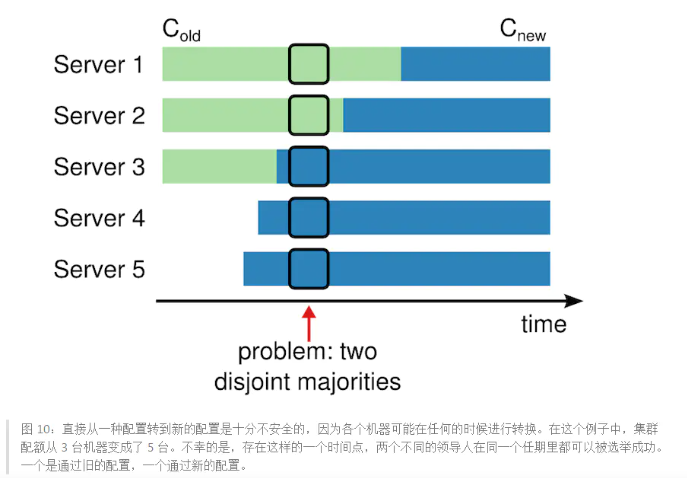 Cold Cnew
Server 1
Server 2
Server 3
Server 4
Server 5
time
problem: two
disjoint majorities
图 10：直接从一种配置转到新的配置是十分不安全的，因为各个机器可能在任何的时候进行转换。在这个例子中，集群
配额从 3 台机器变成了 5 台。不幸的是，存在这样的一个时间点，两个不同的领导人在同一个任期里都可以被选举成功。
一个是通过旧的配置，一个通过新的配置。